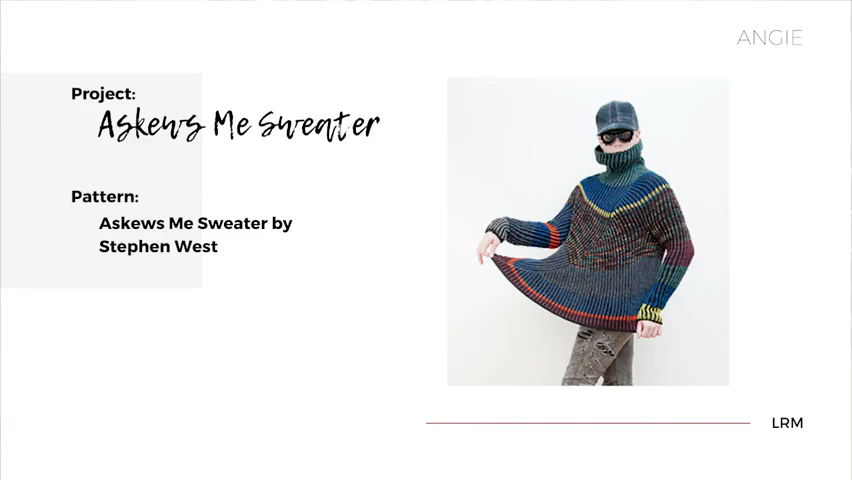 ANGIE
Project:
Askews Me Sweater
Pattern:
Askews Me Sweater by
Stephen West
LRM